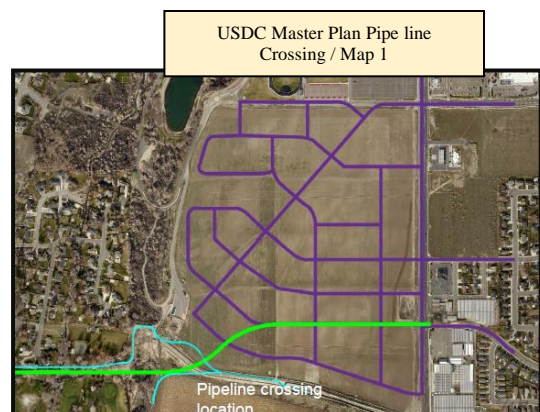 USDC Master Plan Pipe line
Crossing / Map 1
Pipeline crossing
location